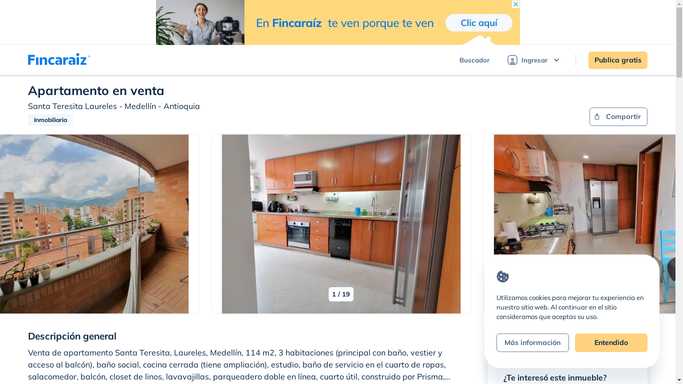 En Fincaraíz te ven porque te ven
Clic aquí
Fincaraiz
Buscador
Ingresar
Publica gratis
Apartamento en venta
Santa Teresita Laureles - Medellín - Antioquia
Inmobiliaria
Compartir
1 / 19
Utilizamos cookies para mejorar tu experiencia en
nuestro sitio web. Al continuar en el sitio
consideramos que aceptas su uso.
Más información
Entendido
Descripción general
Venta de apartamento Santa Teresita, Laureles, Medellín, 114 m2, 3 habitaciones (principal con baño, vestier y
acceso al balcón), baño social, cocina cerrada (tiene ampliación), estudio, baño de servicio en el cuarto de ropas,
salacomedor, balcón, closet de linos, lavavajillas, parqueadero doble en línea, cuarto útil, construido por Prisma,...
¿Te interesó este inmueble?